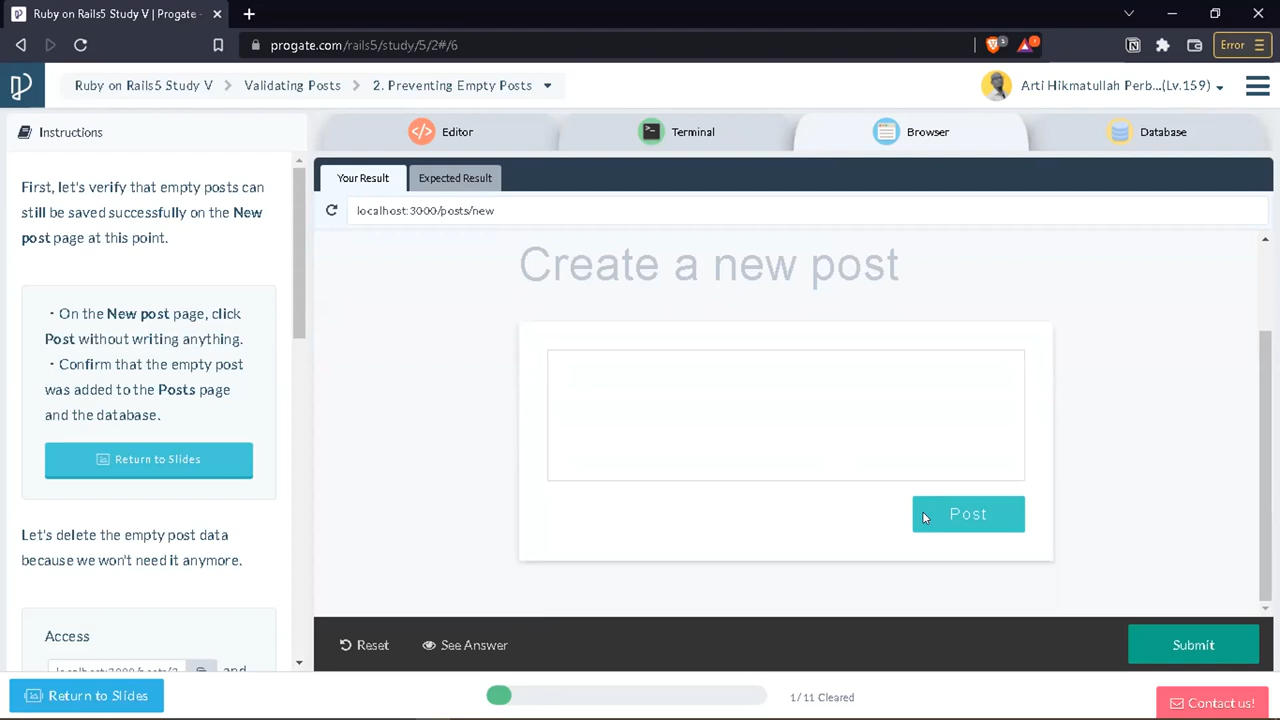 Ruby on Rails5 Study V | Progate -
progate.com/rails5/study/5/2#/6
Error
Ruby on Rails5 Study V
Validating Posts
2. Preventing Empty Posts
Arti Hikmatullah Perb...(Lv.159)
Instructions
Editor
Terminal
Browser
Database
First, let's verify that empty posts can
still be saved successfully on the New
post page at this point.
・On the New post page, click
Post without writing anything.
・Confirm that the empty post
was added to the Posts page
and the database.
Return to Slides
Let's delete the empty post data
because we won't need it anymore.
Access
and
Your Result
Expected Result
localhost:3000/posts/new
Create a new post
Post
Reset
See Answer
Submit
Return to Slides
1/11 Cleared
Contact us!